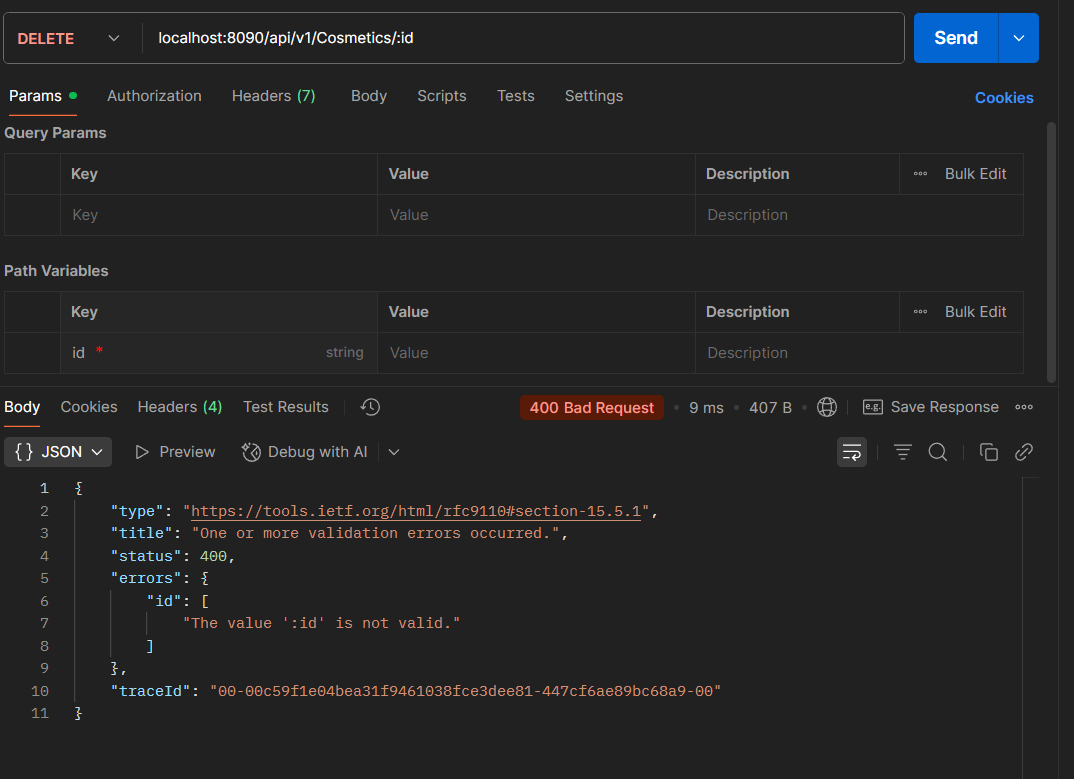 DELETE localhost:8090/api/v1/Cosmetics/:id Send
Params Authorization Headers (7) Body Scripts Tests Settings Cookies
Query Params
Key Value Description Bulk Edit
Key Value Description
Path Variables
Key Value Description Bulk Edit
id * string Value Description
Body Cookies Headers (4) Test Results 400 Bad Request • 9 ms • 407 B • e.g. Save Response
{} JSON Preview Debug with AI
1 {
2 "type": "https://tools.ietf.org/html/rfc9110#section-15.5.1",
3 "title": "One or more validation errors occurred.",
4 "status": 400,
5 "errors": {
6 "id": [
7 "The value ':id' is not valid."
8 ]
9 },
10 "traceId": "00-00c59f1e04bea31f9461038fce3dee81-447cf6ae89bc68a9-00"
11 }